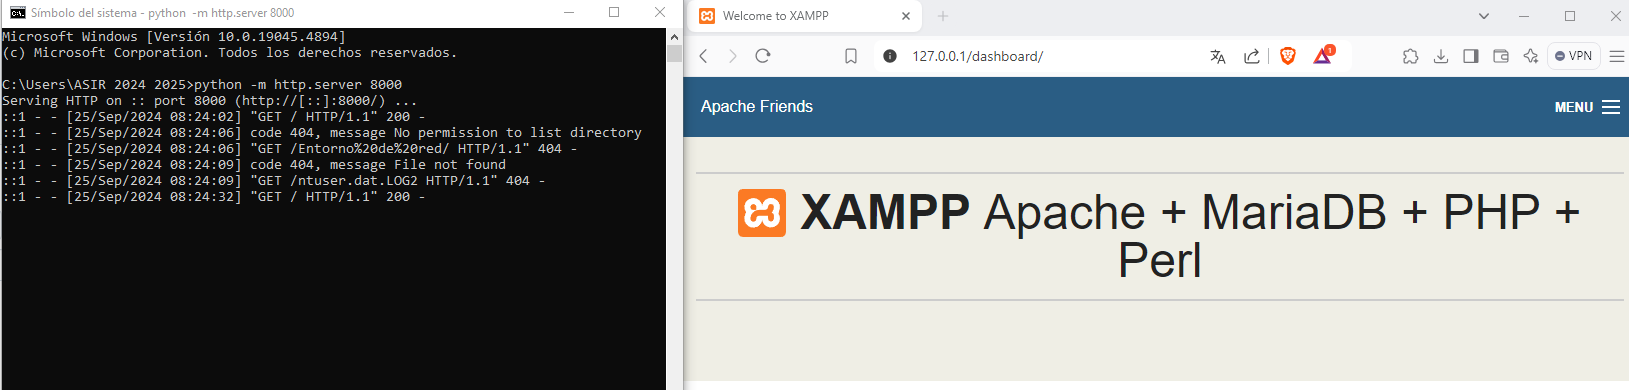 Símbolo del sistema - python  -m http.server 8000
Microsoft Windows [Versión 10.0.19045.4894]
(c) Microsoft Corporation. Todos los derechos reservados.
C:\Users\ASIR 2024 2025>python -m http.server 8000
Serving HTTP on :: port 8000 (http://[::]:8000/) ...
::1 - - [25/Sep/2024 08:24:02] "GET / HTTP/1.1" 200 -
::1 - - [25/Sep/2024 08:24:06] code 404, message No permission to list directory
::1 - - [25/Sep/2024 08:24:06] "GET /Entorno%20de%20red/ HTTP/1.1" 404 -
::1 - - [25/Sep/2024 08:24:09] code 404, message File not found
::1 - - [25/Sep/2024 08:24:09] "GET /ntuser.dat.LOG2 HTTP/1.1" 404 -
::1 - - [25/Sep/2024 08:24:32] "GET / HTTP/1.1" 200 -
Welcome to XAMPP
127.0.0.1/dashboard/
1
VPN
Apache Friends
MENU
XAMPP Apache + MariaDB + PHP +
Perl